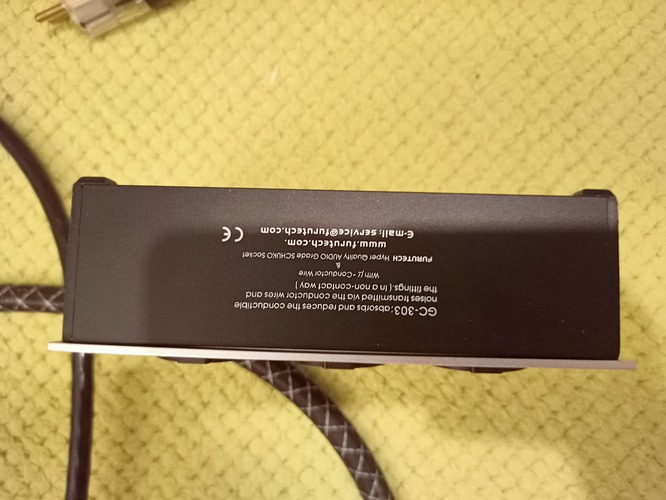 GC-303; absorbs and reduces the conductible
noises transmitted via the conductor wires and
the fittings. ( In a non-contact way )
With μ - Conductor Wire
&
FURUTECH Hyper Quality AUDIO Grade SCHUKO Socket
www.furutech.com.
E-mail: service@furutech.com
CE